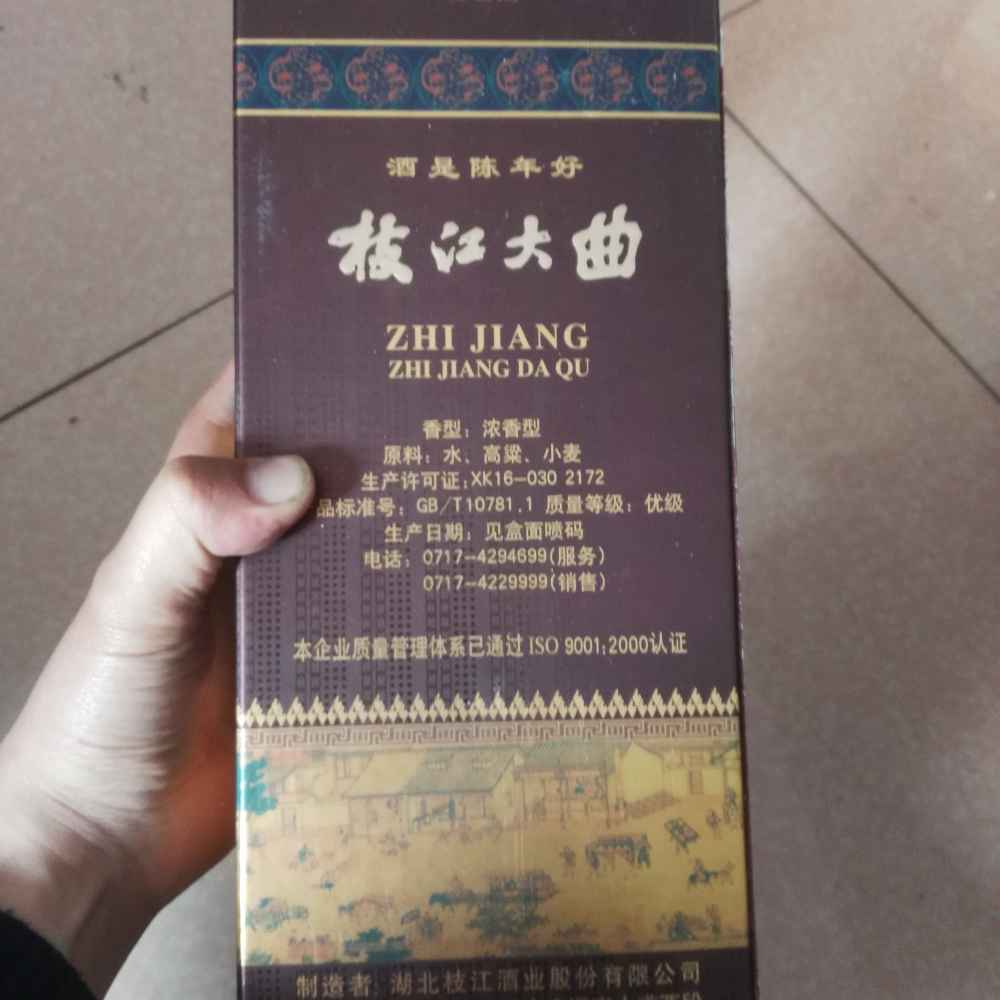 酒是陈年好
枝江大曲
ZHI JIANG
ZHI JIANG DA QU
香型：浓香型
原料：水、高粱、小麦
生产许可证：XK16-030 2172
品标准号：GB/T10781.1 质量等级：优级
生产日期：见盒面喷码
电话：0717-4294699(服务)
0717-4229999(销售)
本企业质量管理体系已通过 ISO 9001:2000认证
制造者：湖北枝江酒业股份有限公司